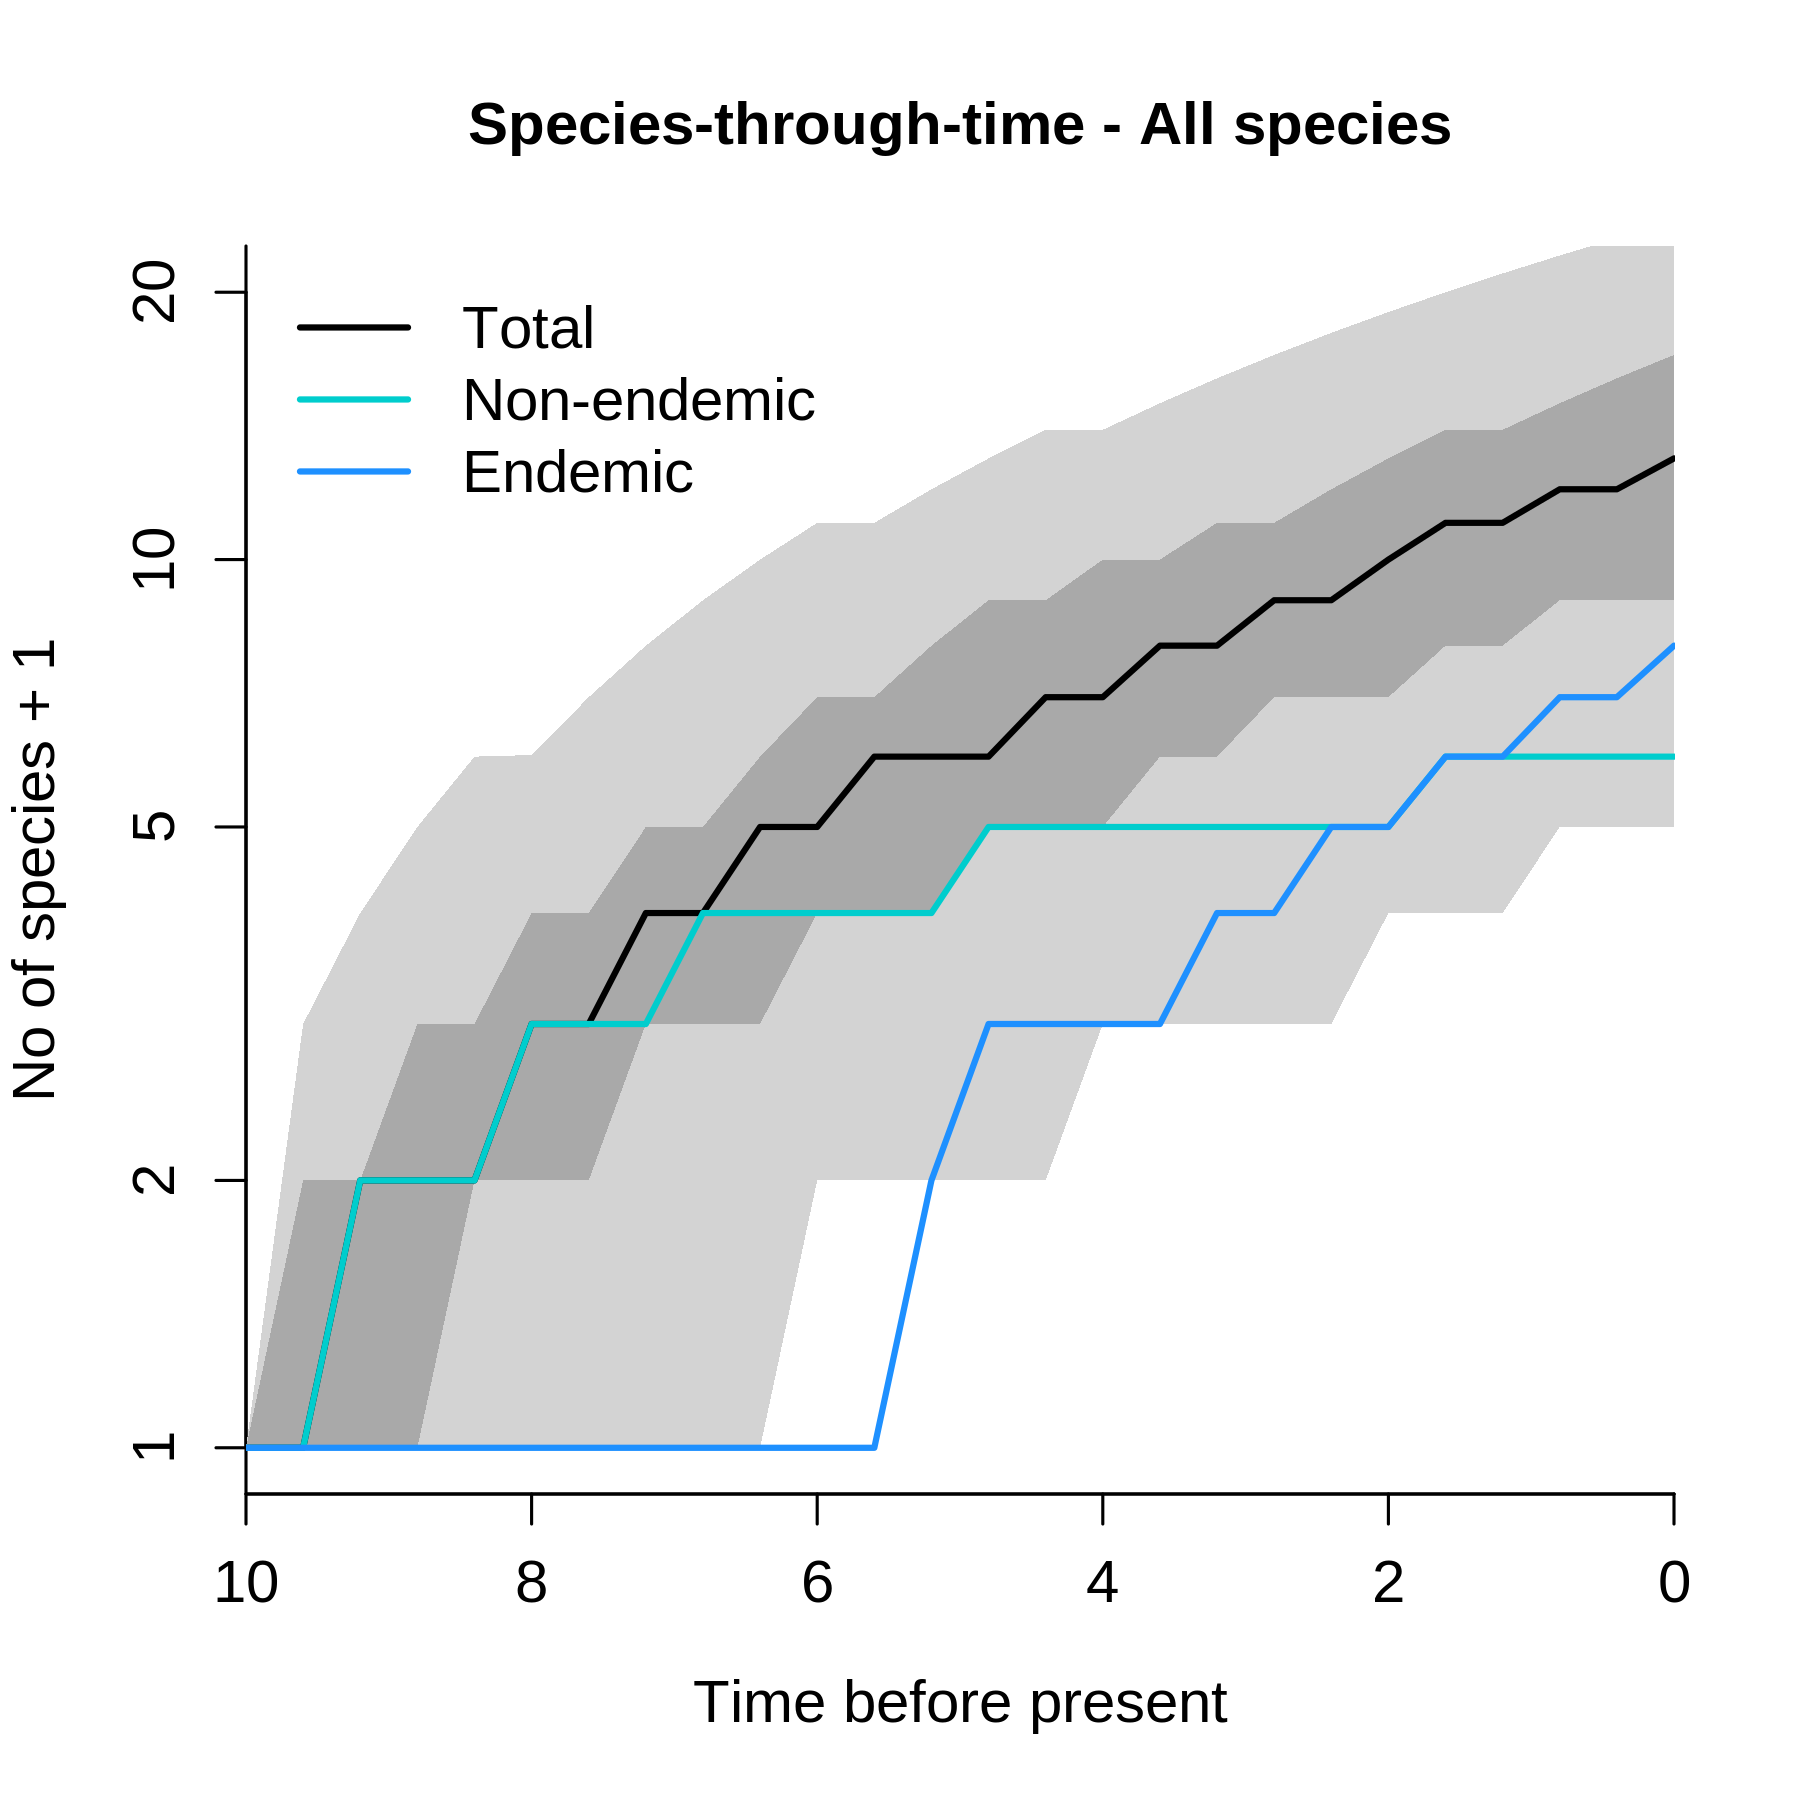 Species-through-time - All species
Total
Non-endemic
Endemic
20
10
5
2
1
No of species + 1
10 8 6 4 2 0
Time before present